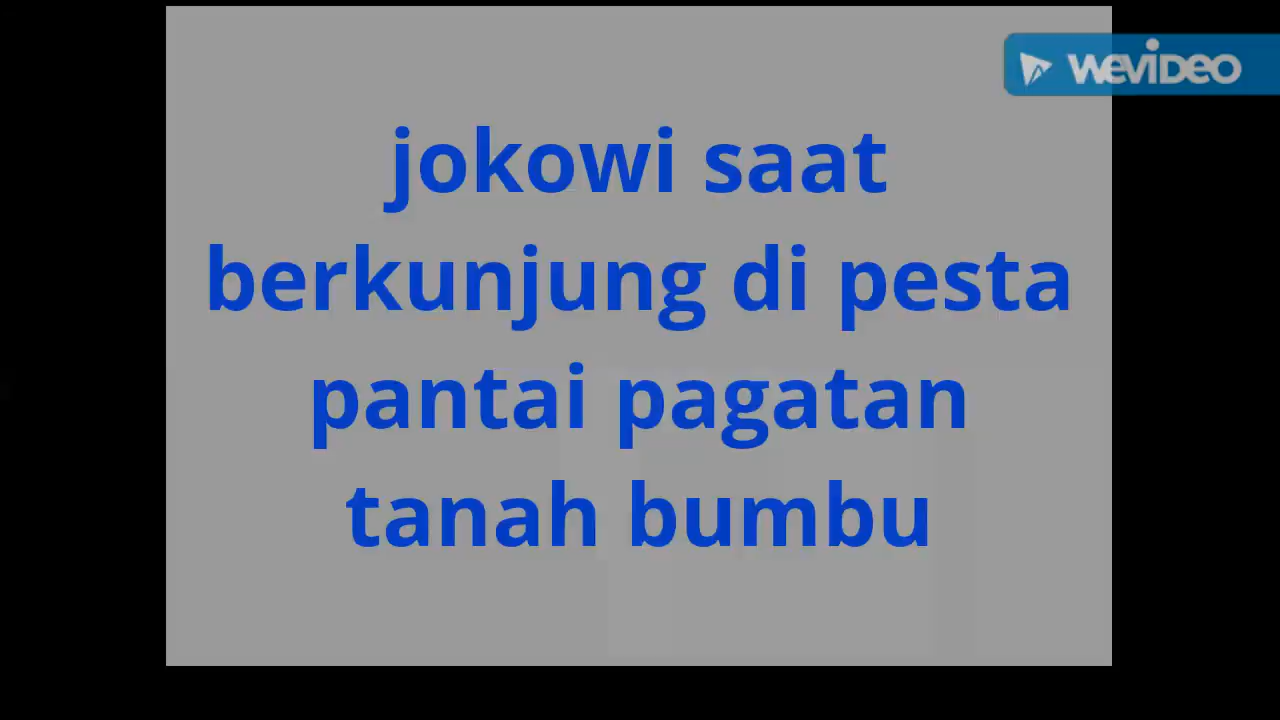 WEVIDEO
jokowi saat
berkunjung di pesta
pantai pagatan
tanah bumbu